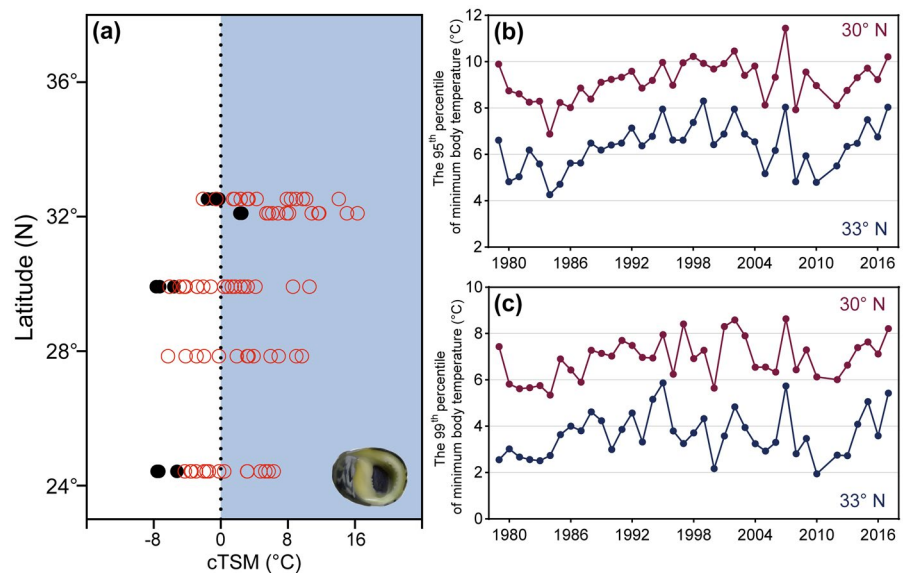 (a)
36°
32°
28°
24°
Latitude (N)
-8 0 8 16
cTSM (°C)
(b)
30° N
33° N
12
10
8
6
4
2
The 95th percentile
of minimum body temperature (°C)
1980 1986 1992 1998 2004 2010 2016
(c)
30° N
33° N
10
8
6
4
2
0
The 99th percentile
of minimum body temperature (°C)
1980 1986 1992 1998 2004 2010 2016